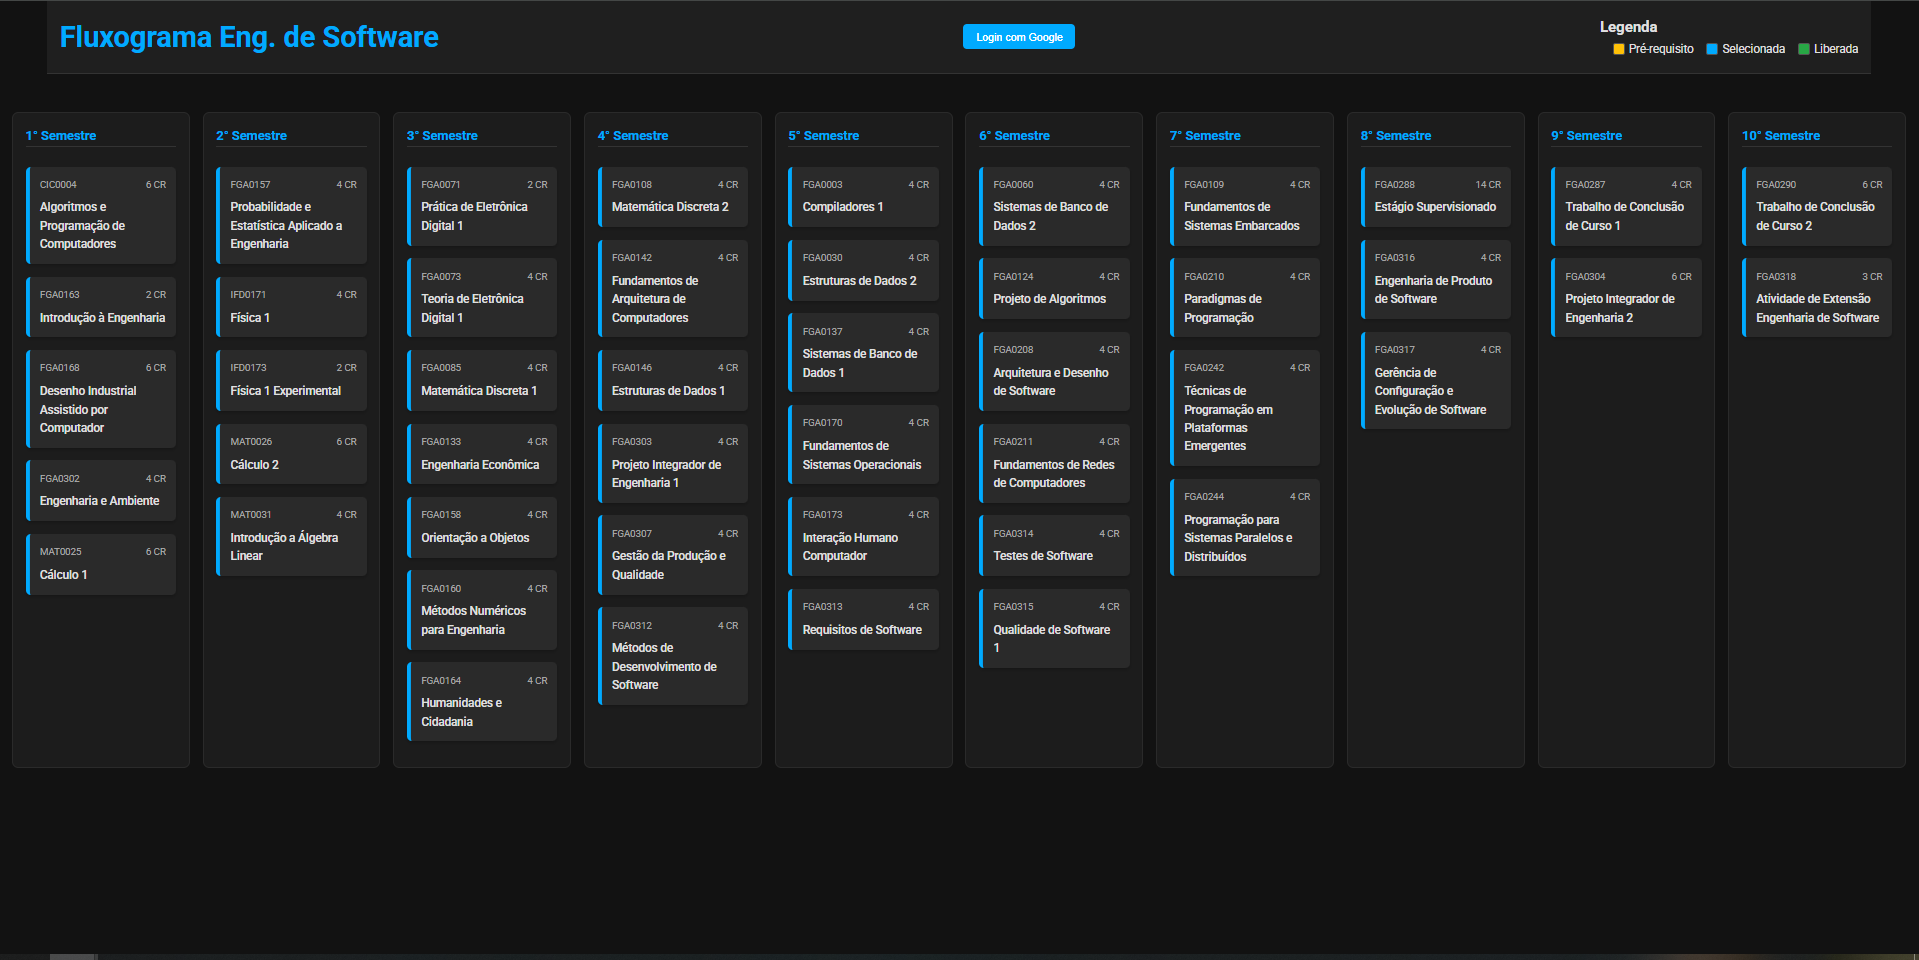 Fluxograma Eng. de Software
Login com Google
Legenda
Pré-requisito
Selecionada
Liberada
1° Semestre
CIC0004 6 CR
Algoritmos e
Programação de
Computadores
FGA0163 2 CR
Introdução à Engenharia
FGA0168 6 CR
Desenho Industrial
Assistido por
Computador
FGA0302 4 CR
Engenharia e Ambiente
MAT0025 6 CR
Cálculo 1
2° Semestre
FGA0157 4 CR
Probabilidade e
Estatística Aplicado a
Engenharia
IFD0171 4 CR
Física 1
IFD0173 2 CR
Física 1 Experimental
MAT0026 6 CR
Cálculo 2
MAT0031 4 CR
Introdução a Álgebra
Linear
3° Semestre
FGA0071 2 CR
Prática de Eletrônica
Digital 1
FGA0073 4 CR
Teoria de Eletrônica
Digital 1
FGA0085 4 CR
Matemática Discreta 1
FGA0133 4 CR
Engenharia Econômica
FGA0158 4 CR
Orientação a Objetos
FGA0160 4 CR
Métodos Numéricos
para Engenharia
FGA0164 4 CR
Humanidades e
Cidadania
4° Semestre
FGA0108 4 CR
Matemática Discreta 2
FGA0142 4 CR
Fundamentos de
Arquitetura de
Computadores
FGA0146 4 CR
Estruturas de Dados 1
FGA0303 4 CR
Projeto Integrador de
Engenharia 1
FGA0307 4 CR
Gestão da Produção e
Qualidade
FGA0312 4 CR
Métodos de
Desenvolvimento de
Software
5° Semestre
FGA0003 4 CR
Compiladores 1
FGA0030 4 CR
Estruturas de Dados 2
FGA0137 4 CR
Sistemas de Banco de
Dados 1
FGA0170 4 CR
Fundamentos de
Sistemas Operacionais
FGA0173 4 CR
Interação Humano
Computador
FGA0313 4 CR
Requisitos de Software
6° Semestre
FGA0060 4 CR
Sistemas de Banco de
Dados 2
FGA0124 4 CR
Projeto de Algoritmos
FGA0208 4 CR
Arquitetura e Desenho
de Software
FGA0211 4 CR
Fundamentos de Redes
de Computadores
FGA0314 4 CR
Testes de Software
FGA0315 4 CR
Qualidade de Software
1
7° Semestre
FGA0109 4 CR
Fundamentos de
Sistemas Embarcados
FGA0210 4 CR
Paradigmas de
Programação
FGA0242 4 CR
Técnicas de
Programação em
Plataformas
Emergentes
FGA0244 4 CR
Programação para
Sistemas Paralelos e
Distribuídos
8° Semestre
FGA0288 14 CR
Estágio Supervisionado
FGA0316 4 CR
Engenharia de Produto
de Software
FGA0317 4 CR
Gerência de
Configuração e
Evolução de Software
9° Semestre
FGA0287 4 CR
Trabalho de Conclusão
de Curso 1
FGA0304 6 CR
Projeto Integrador de
Engenharia 2
10° Semestre
FGA0290 6 CR
Trabalho de Conclusão
de Curso 2
FGA0318 3 CR
Atividade de Extensão
Engenharia de Software